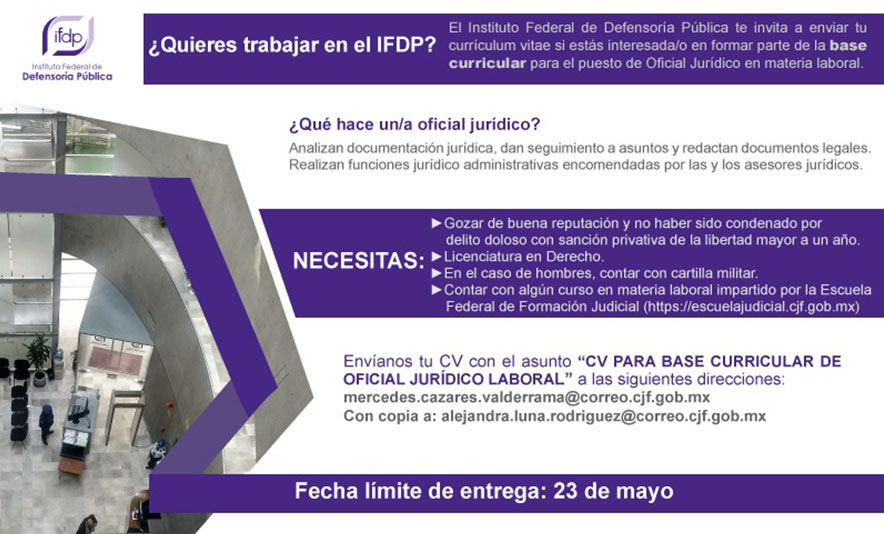 ifdp
Instituto Federal de
Defensoría Pública
¿Quieres trabajar en el IFDP?
El Instituto Federal de Defensoría Pública te invita a enviar tu
currículum vitae si estás interesada/o en formar parte de la base
curricular para el puesto de Oficial Jurídico en materia laboral.
¿Qué hace un/a oficial jurídico?
Analizan documentación jurídica, dan seguimiento a asuntos y redactan documentos legales.
Realizan funciones jurídico administrativas encomendadas por las y los asesores jurídicos.
NECESITAS:
►Gozar de buena reputación y no haber sido condenado por
delito doloso con sanción privativa de la libertad mayor a un año.
►Licenciatura en Derecho.
►En el caso de hombres, contar con cartilla militar.
►Contar con algún curso en materia laboral impartido por la Escuela
Federal de Formación Judicial (https://escuelajudicial.cjf.gob.mx)
Envíanos tu CV con el asunto “CV PARA BASE CURRICULAR DE
OFICIAL JURÍDICO LABORAL” a las siguientes direcciones:
mercedes.cazares.valderrama@correo.cjf.gob.mx
Con copia a: alejandra.luna.rodriguez@correo.cjf.gob.mx
Fecha límite de entrega: 23 de mayo